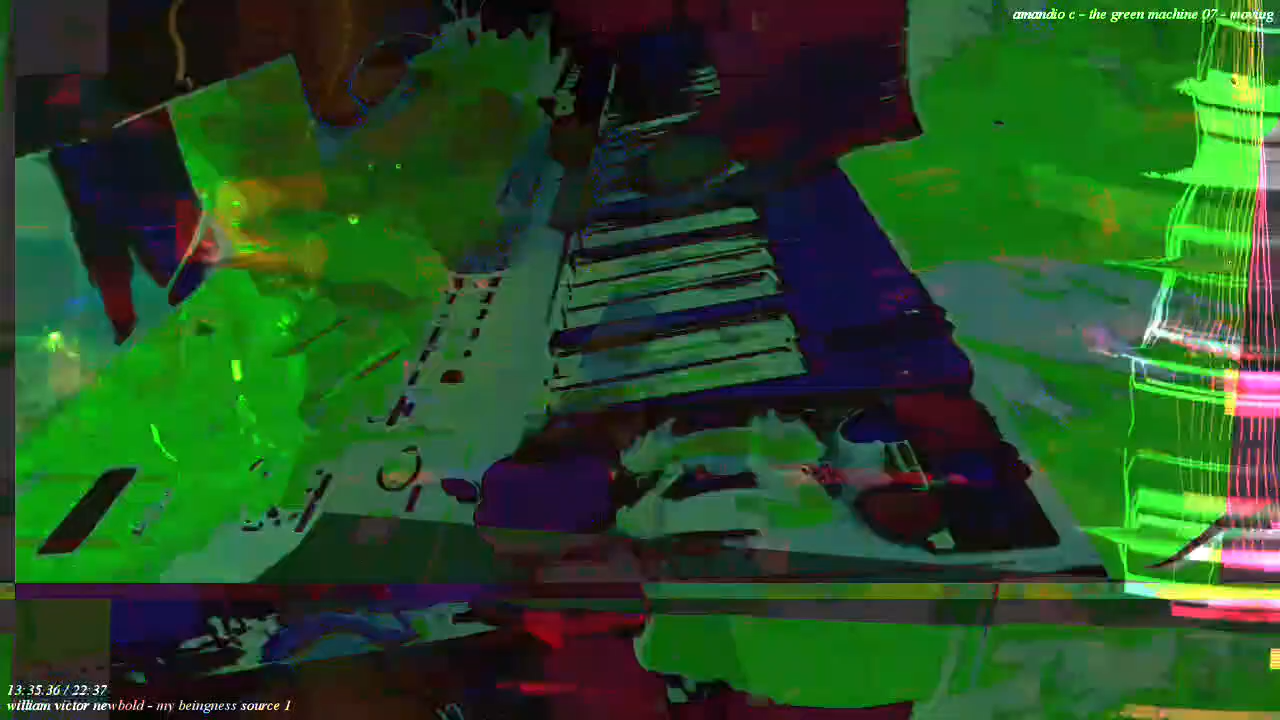 amandio c - the green machine 07 - moving
13:35:36 / 22:37
william victor newbold - my beingness source 1